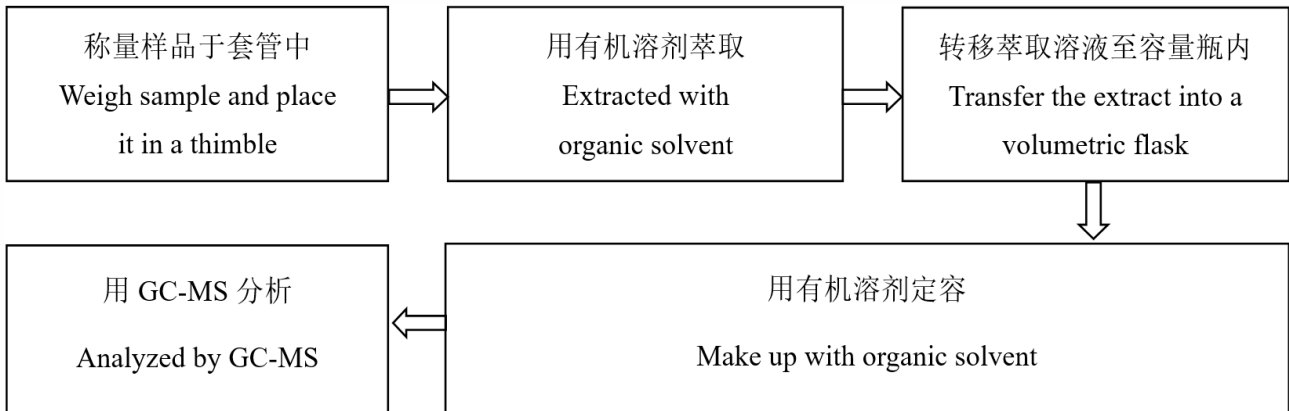 称量样品于套管中
Weigh sample and place
it in a thimble
用有机溶剂萃取
Extracted with
organic solvent
转移萃取溶液至容量瓶内
Transfer the extract into a
volumetric flask
用有机溶剂定容
Make up with organic solvent
用 GC-MS 分析
Analyzed by GC-MS